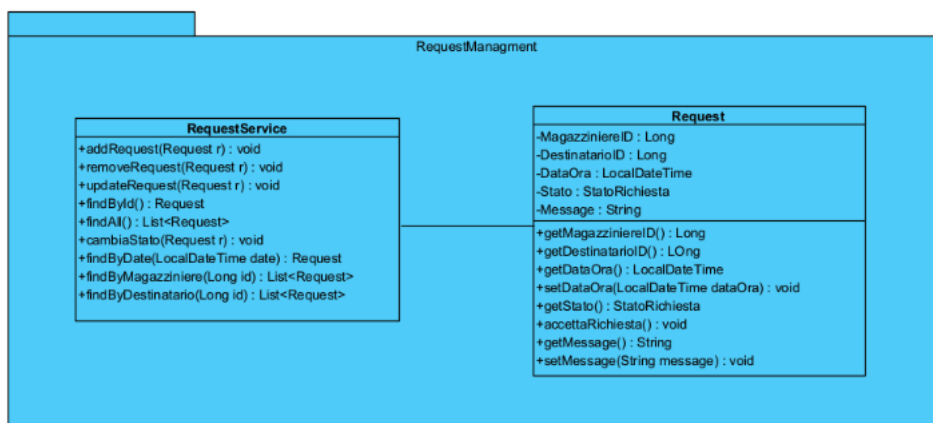 RequestManagment
RequestService
+addRequest(Request r) : void
+removeRequest(Request r) : void
+updateRequest(Request r) : void
+findById() : Request
+findAll() : List<Request>
+cambiaStato(Request r) : void
+findByDate(LocalDateTime date) : Request
+findByMagazziniere(Long id) : List<Request>
+findByDestinatario(Long id) : List<Request>
Request
-MagazziniereID : Long
-DestinatarioID : Long
-DataOra : LocalDateTime
-Stato : StatoRichiesta
-Message : String
+getMagazziniereID() : Long
+getDestinatarioID() : LOng
+getDataOra() : LocalDateTime
+setDataOra(LocalDateTime dataOra) : void
+getStato() : StatoRichiesta
+accettaRichiesta() : void
+getMessage() : String
+setMessage(String message) : void